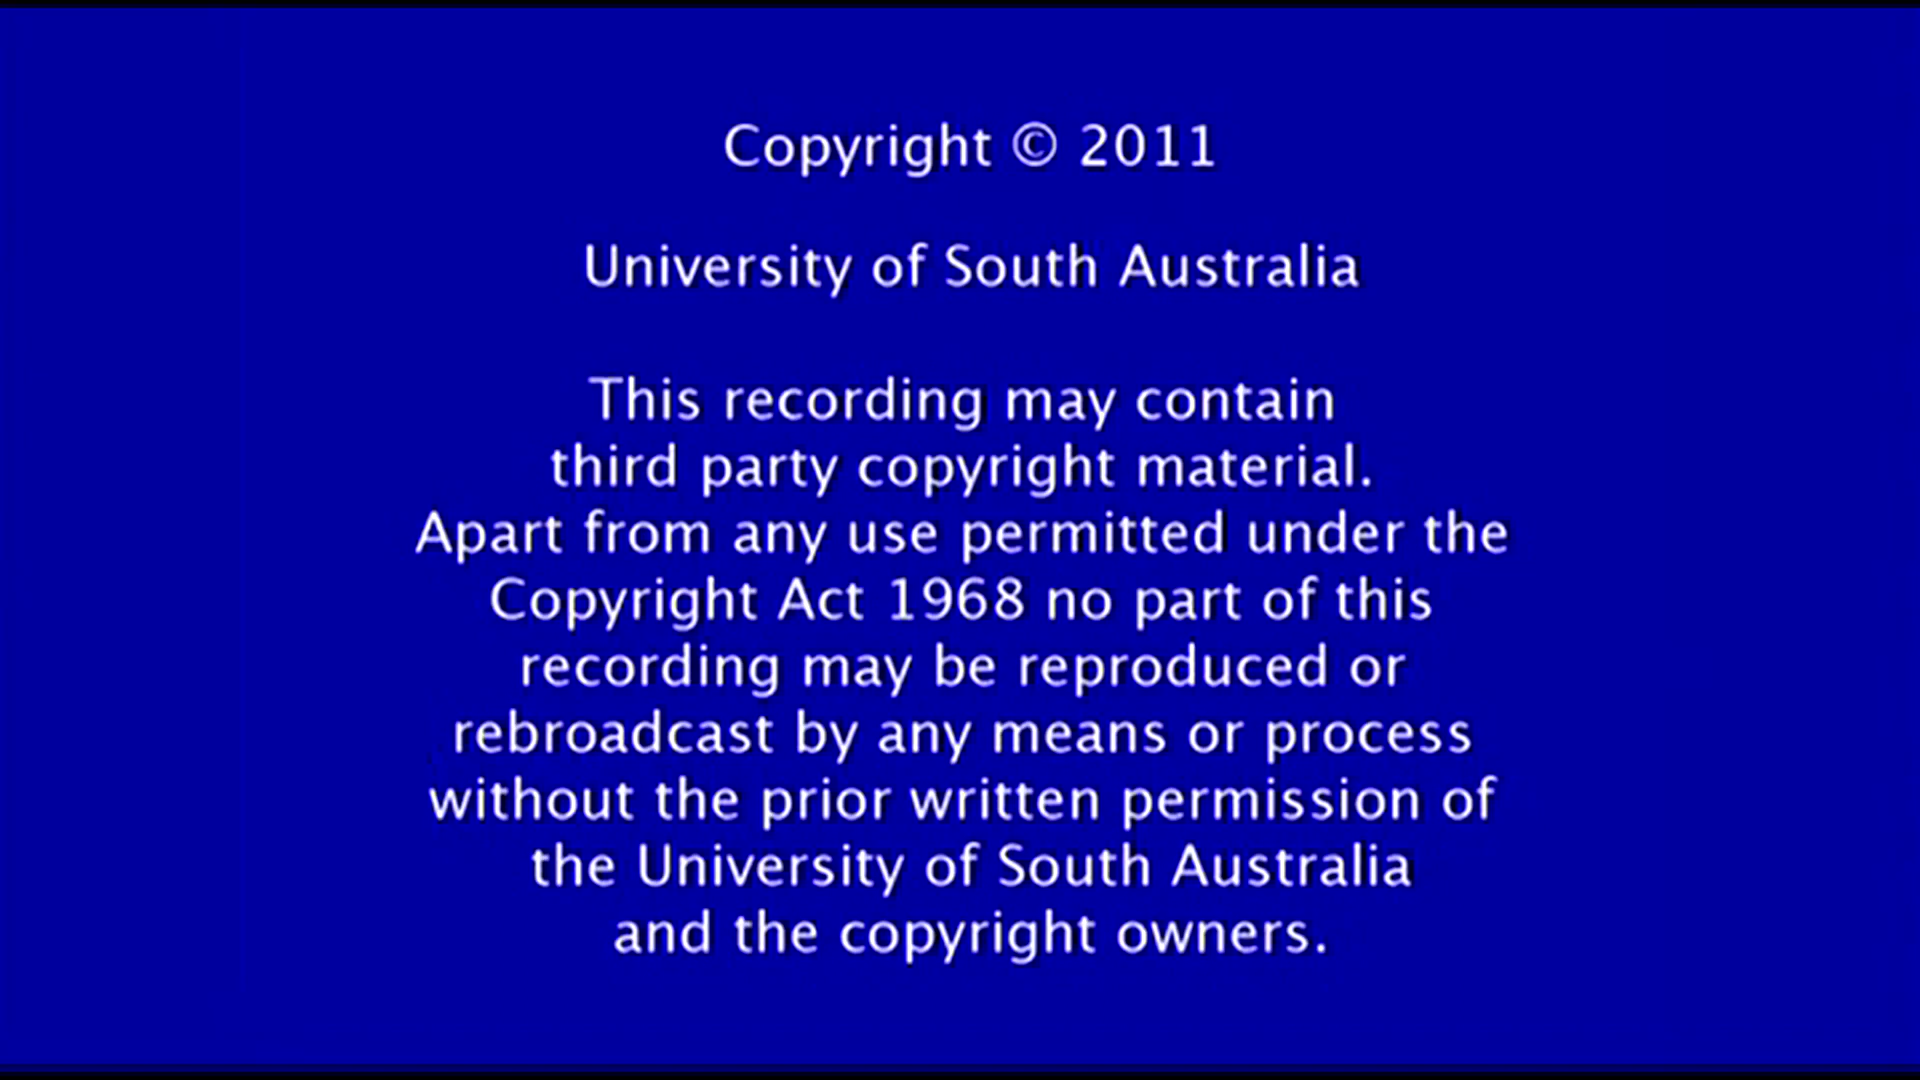 Copyright © 2011
University of South Australia
This recording may contain
third party copyright material.
Apart from any use permitted under the
Copyright Act 1968 no part of this
recording may be reproduced or
rebroadcast by any means or process
without the prior written permission of
the University of South Australia
and the copyright owners.